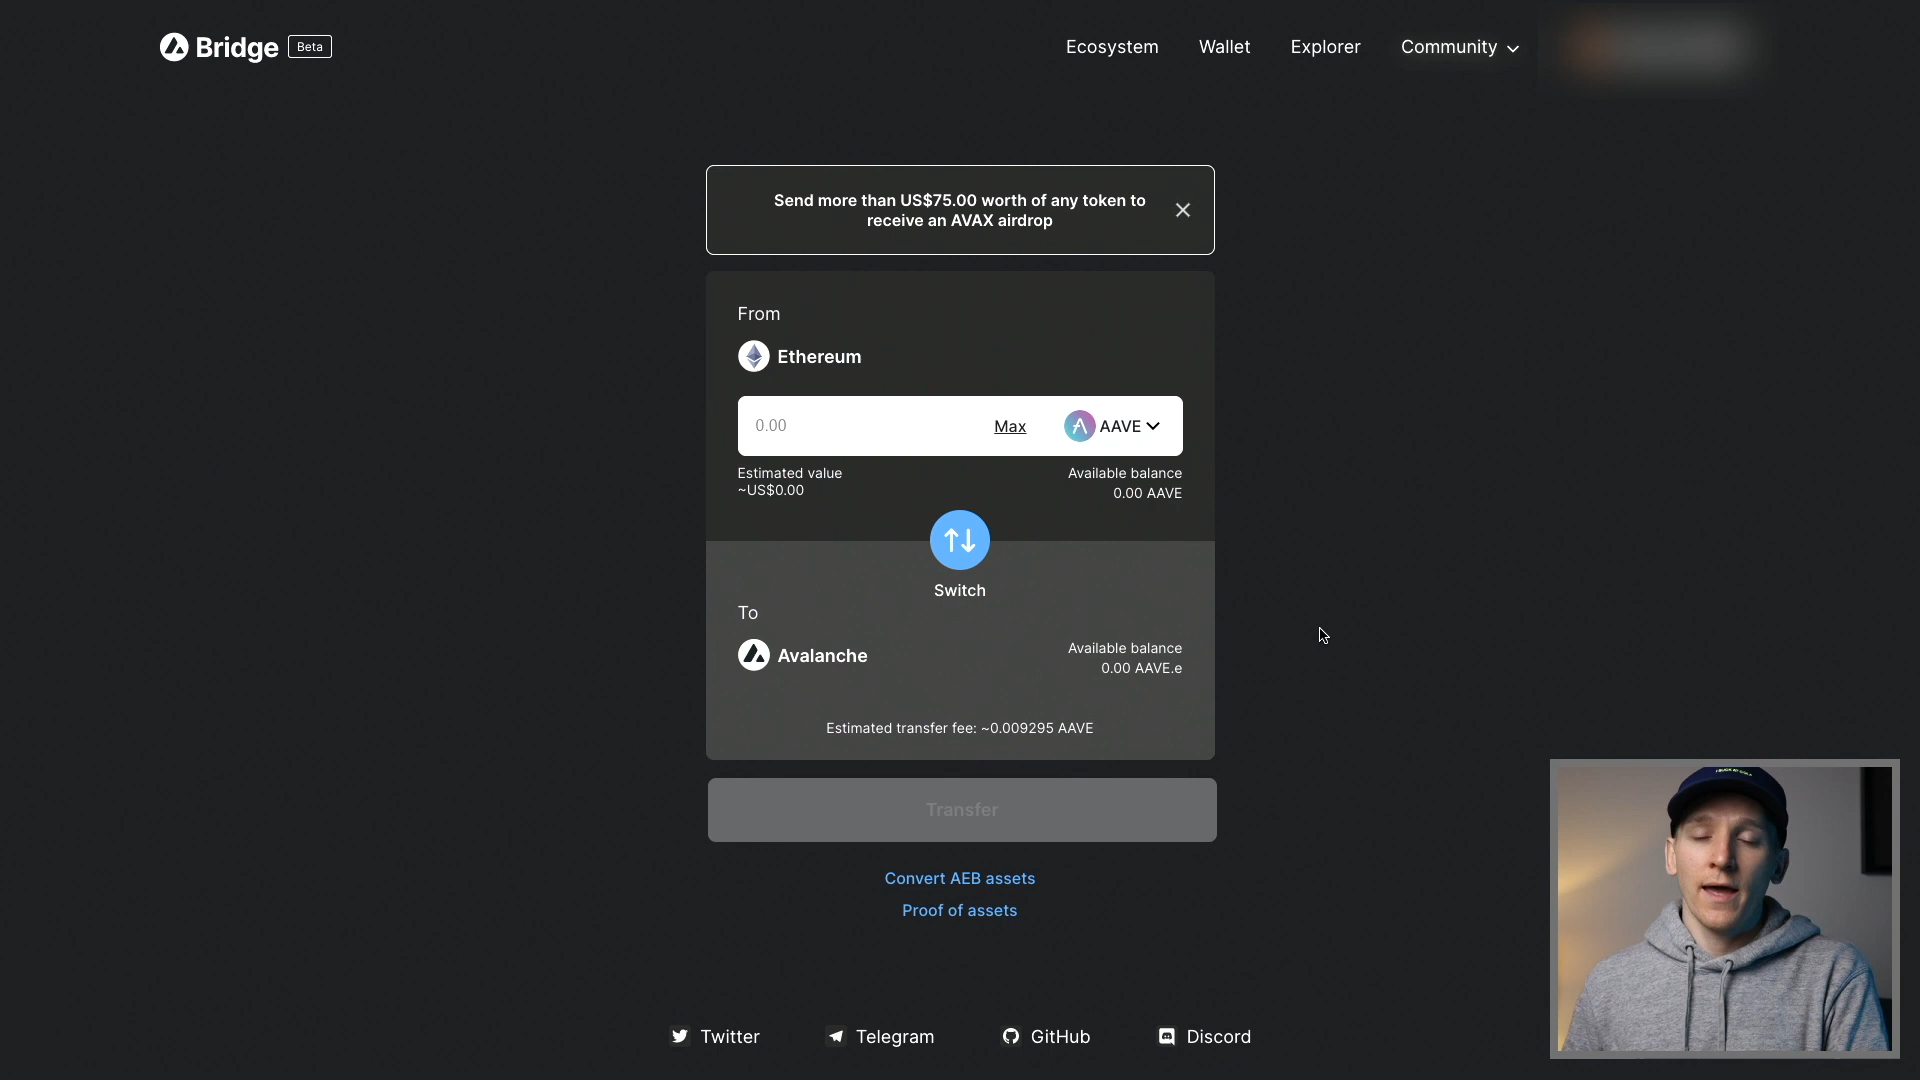 Bridge Beta
Ecosystem Wallet Explorer Community
Send more than US$75.00 worth of any token to
receive an AVAX airdrop
From
Ethereum
0.00 Max AAVE
Estimated value Available balance
~US$0.00 0.00 AAVE
Switch
To
Avalanche
Available balance
0.00 AAVE.e
Estimated transfer fee: ~0.009295 AAVE
Transfer
Convert AEB assets
Proof of assets
Twitter Telegram GitHub Discord